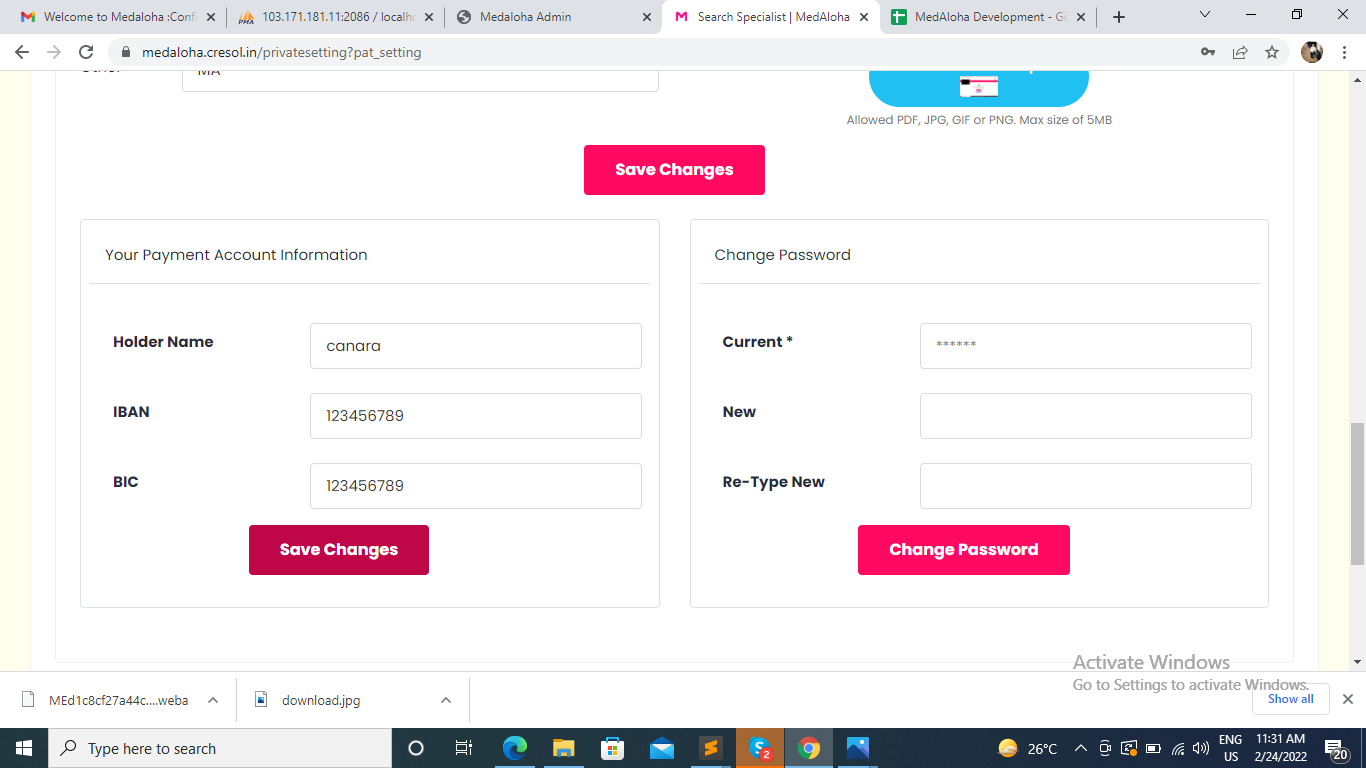 Welcome to Medaloha :Confi
103.171.181.11:2086 / localh
Medaloha Admin
Search Specialist | MedAloha
MedAloha Development - Go
medaloha.cresol.in/privatesetting?pat_setting
MA
Allowed PDF, JPG, GIF or PNG. Max size of 5MB
Save Changes
Your Payment Account Information
Holder Name
canara
IBAN
123456789
BIC
123456789
Save Changes
Change Password
Current *
******
New
Re-Type New
Change Password
Activate Windows
Go to Settings to activate Windows.
MEd1c8cf27a44c....weba
download.jpg
Show all
Type here to search
2
26°C
ENG
US
11:31 AM
2/24/2022
20